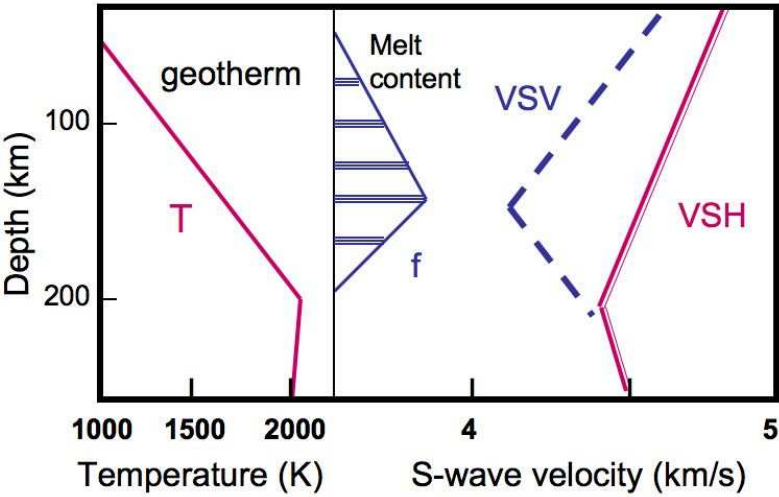 geotherm
Melt
content
VSV
VSH
T
f
Depth (km)
100
200
1000 1500 2000 4 5
Temperature (K) S-wave velocity (km/s)